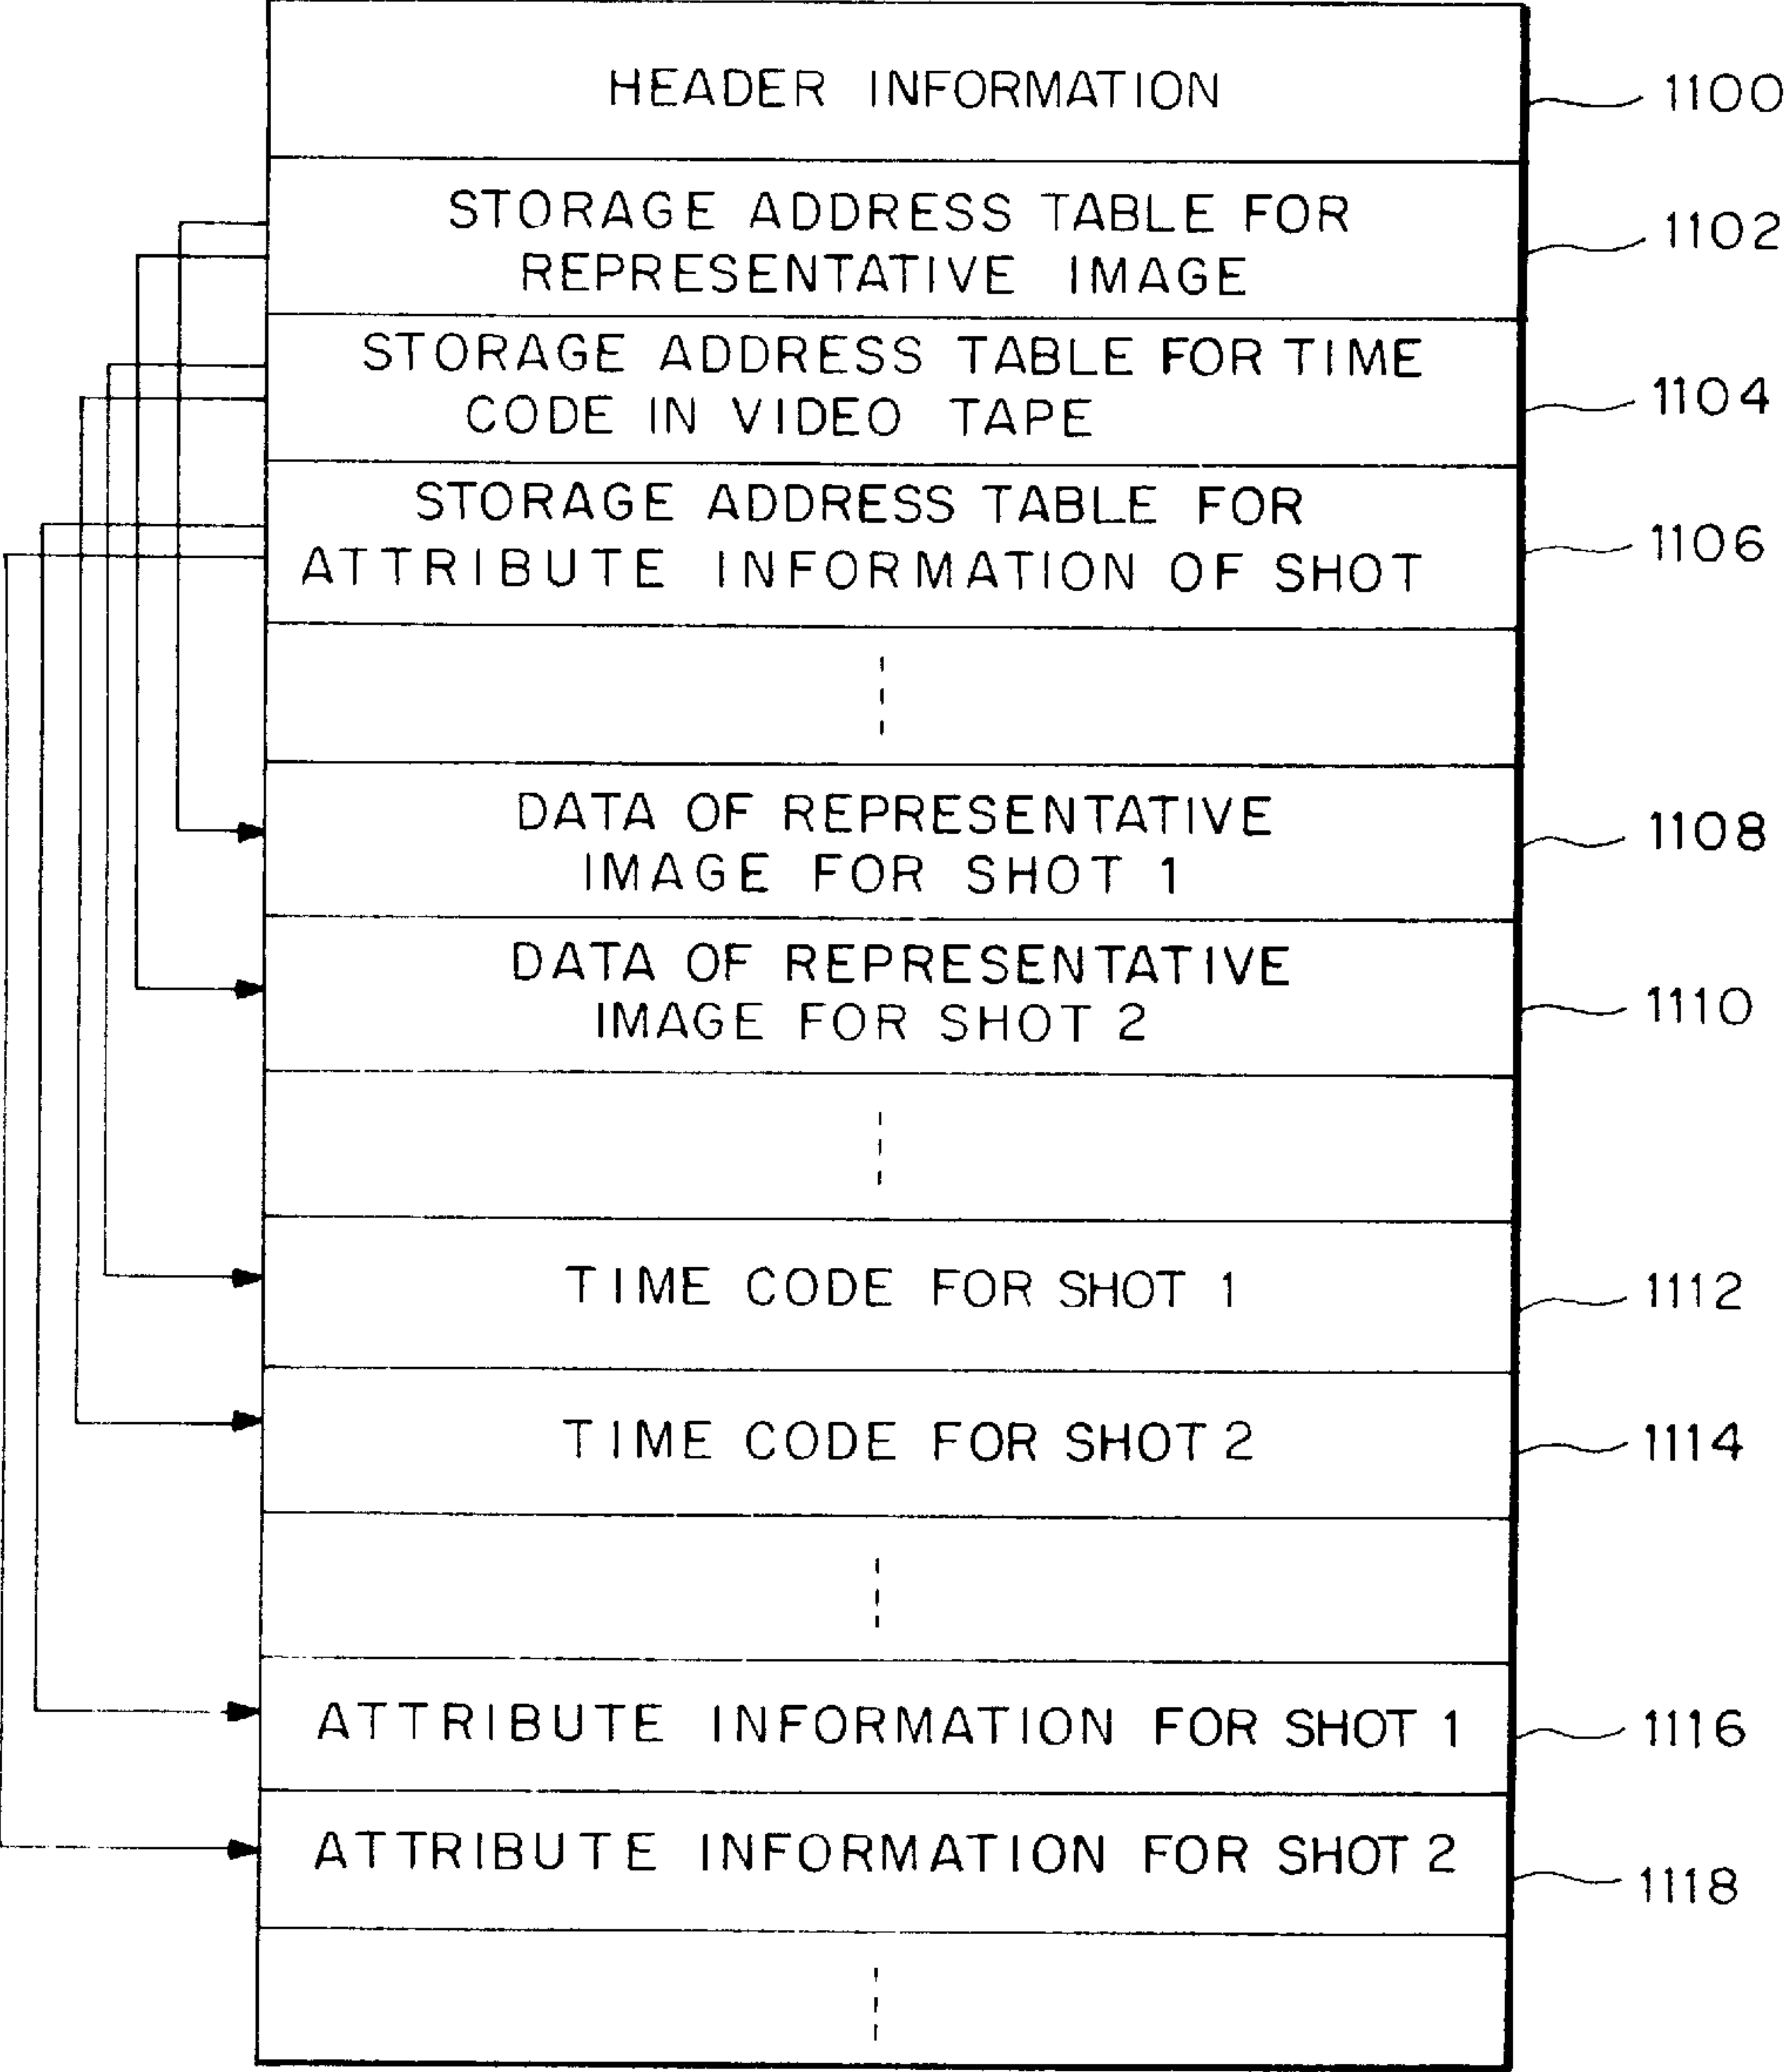 HEADER INFORMATION
1100
STORAGE ADDRESS TABLE FOR
REPRESENTATIVE IMAGE
1102
STORAGE ADDRESS TABLE FOR TIME
CODE IN VIDEO TAPE
1104
STORAGE ADDRESS TABLE FOR
ATTRIBUTE INFORMATION OF SHOT
1106
DATA OF REPRESENTATIVE
IMAGE FOR SHOT 1
1108
DATA OF REPRESENTATIVE
IMAGE FOR SHOT 2
1110
TIME CODE FOR SHOT 1
1112
TIME CODE FOR SHOT 2
1114
ATTRIBUTE INFORMATION FOR SHOT 1
1116
ATTRIBUTE INFORMATION FOR SHOT 2
1118